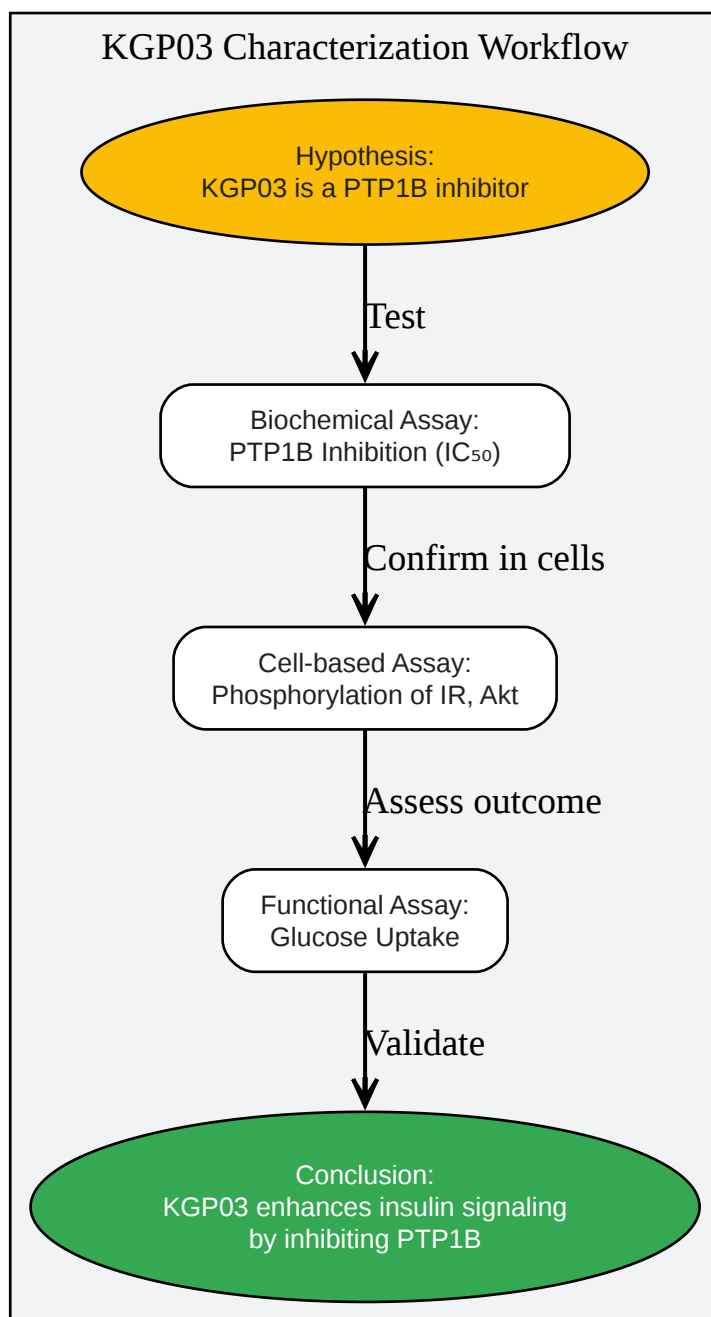 KGP03 Characterization Workflow
Hypothesis:
KGP03 is a PTP1B inhibitor
Test
Biochemical Assay:
PTP1B Inhibition (IC₅₀)
Confirm in cells
Cell-based Assay:
Phosphorylation of IR, Akt
Assess outcome
Functional Assay:
Glucose Uptake
Validate
Conclusion:
KGP03 enhances insulin signaling
by inhibiting PTP1B